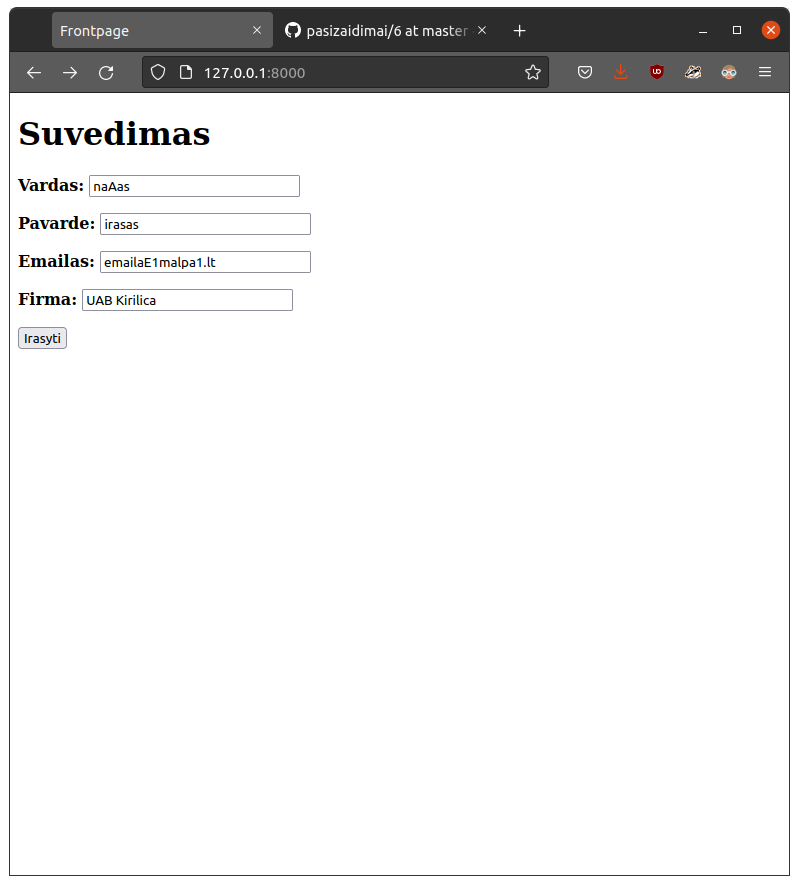 Frontpage
pasizaidimai/6 at master
127.0.0.1:8000
Suvedimas
Vardas: naAas
Pavarde: irasas
Emailas: emailaE1malpa1.lt
Firma: UAB Kirilica
Irasyti